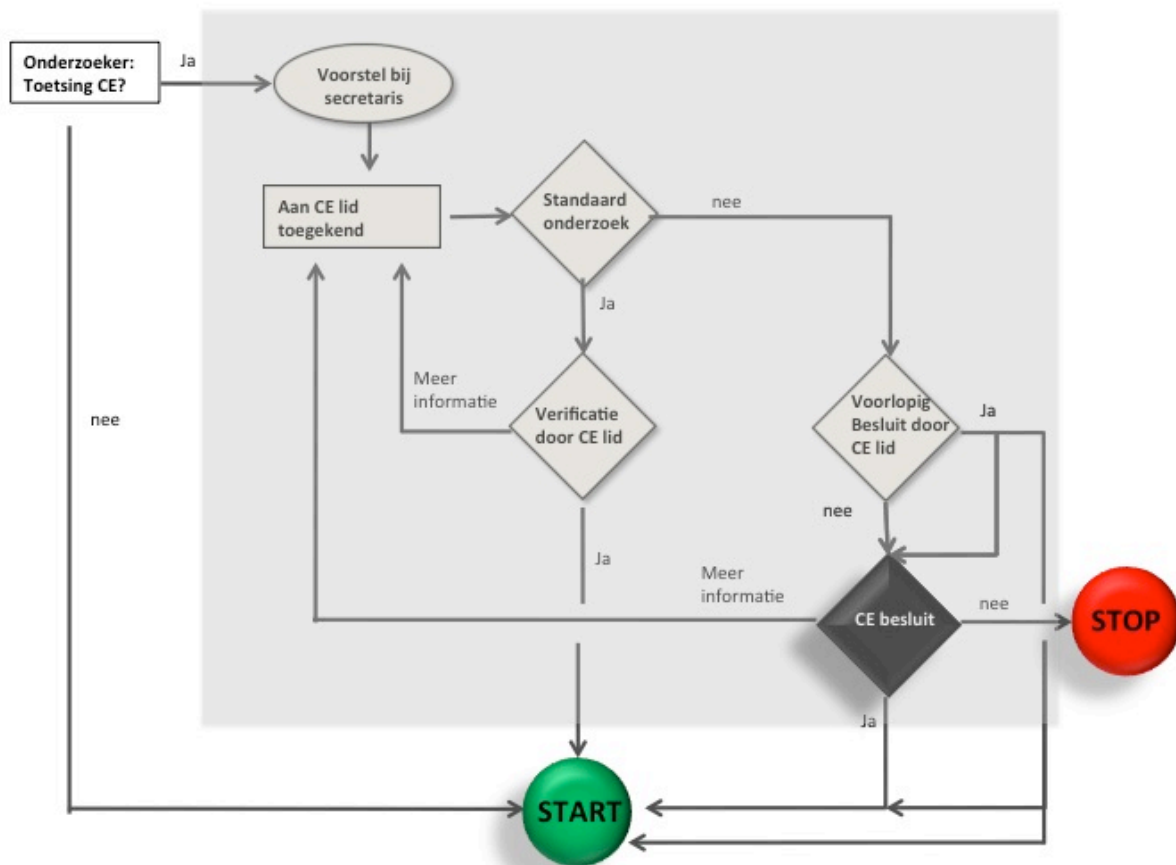 Onderzoeker:
Toetsing CE?
Ja
Voorstel bij
secretaris
Aan CE lid
toegekend
Standaard
onderzoek
nee
Ja
Meer
informatie
Verificatie
door CE lid
Voorlopig
Besluit door
CE lid
Ja
nee
nee
Ja
Meer
informatie
CE besluit
nee
STOP
Ja
START